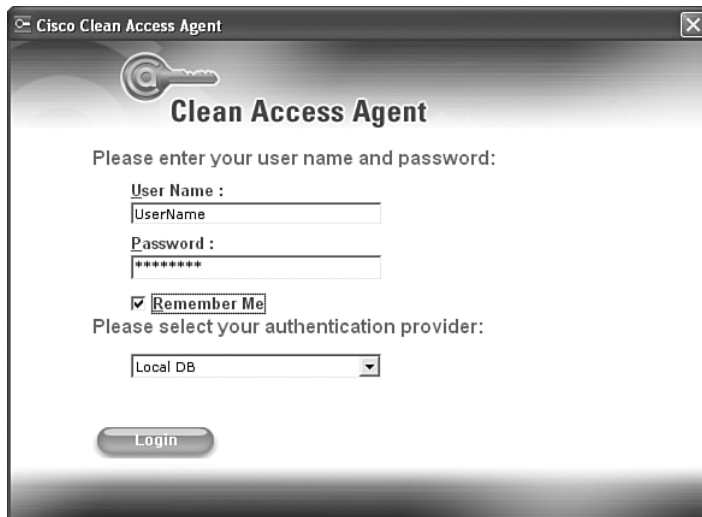 Cisco Clean Access Agent
Clean Access Agent
Please enter your user name and password:
User Name :
UserName
Password :
********
Remember Me
Please select your authentication provider:
Local DB
Login